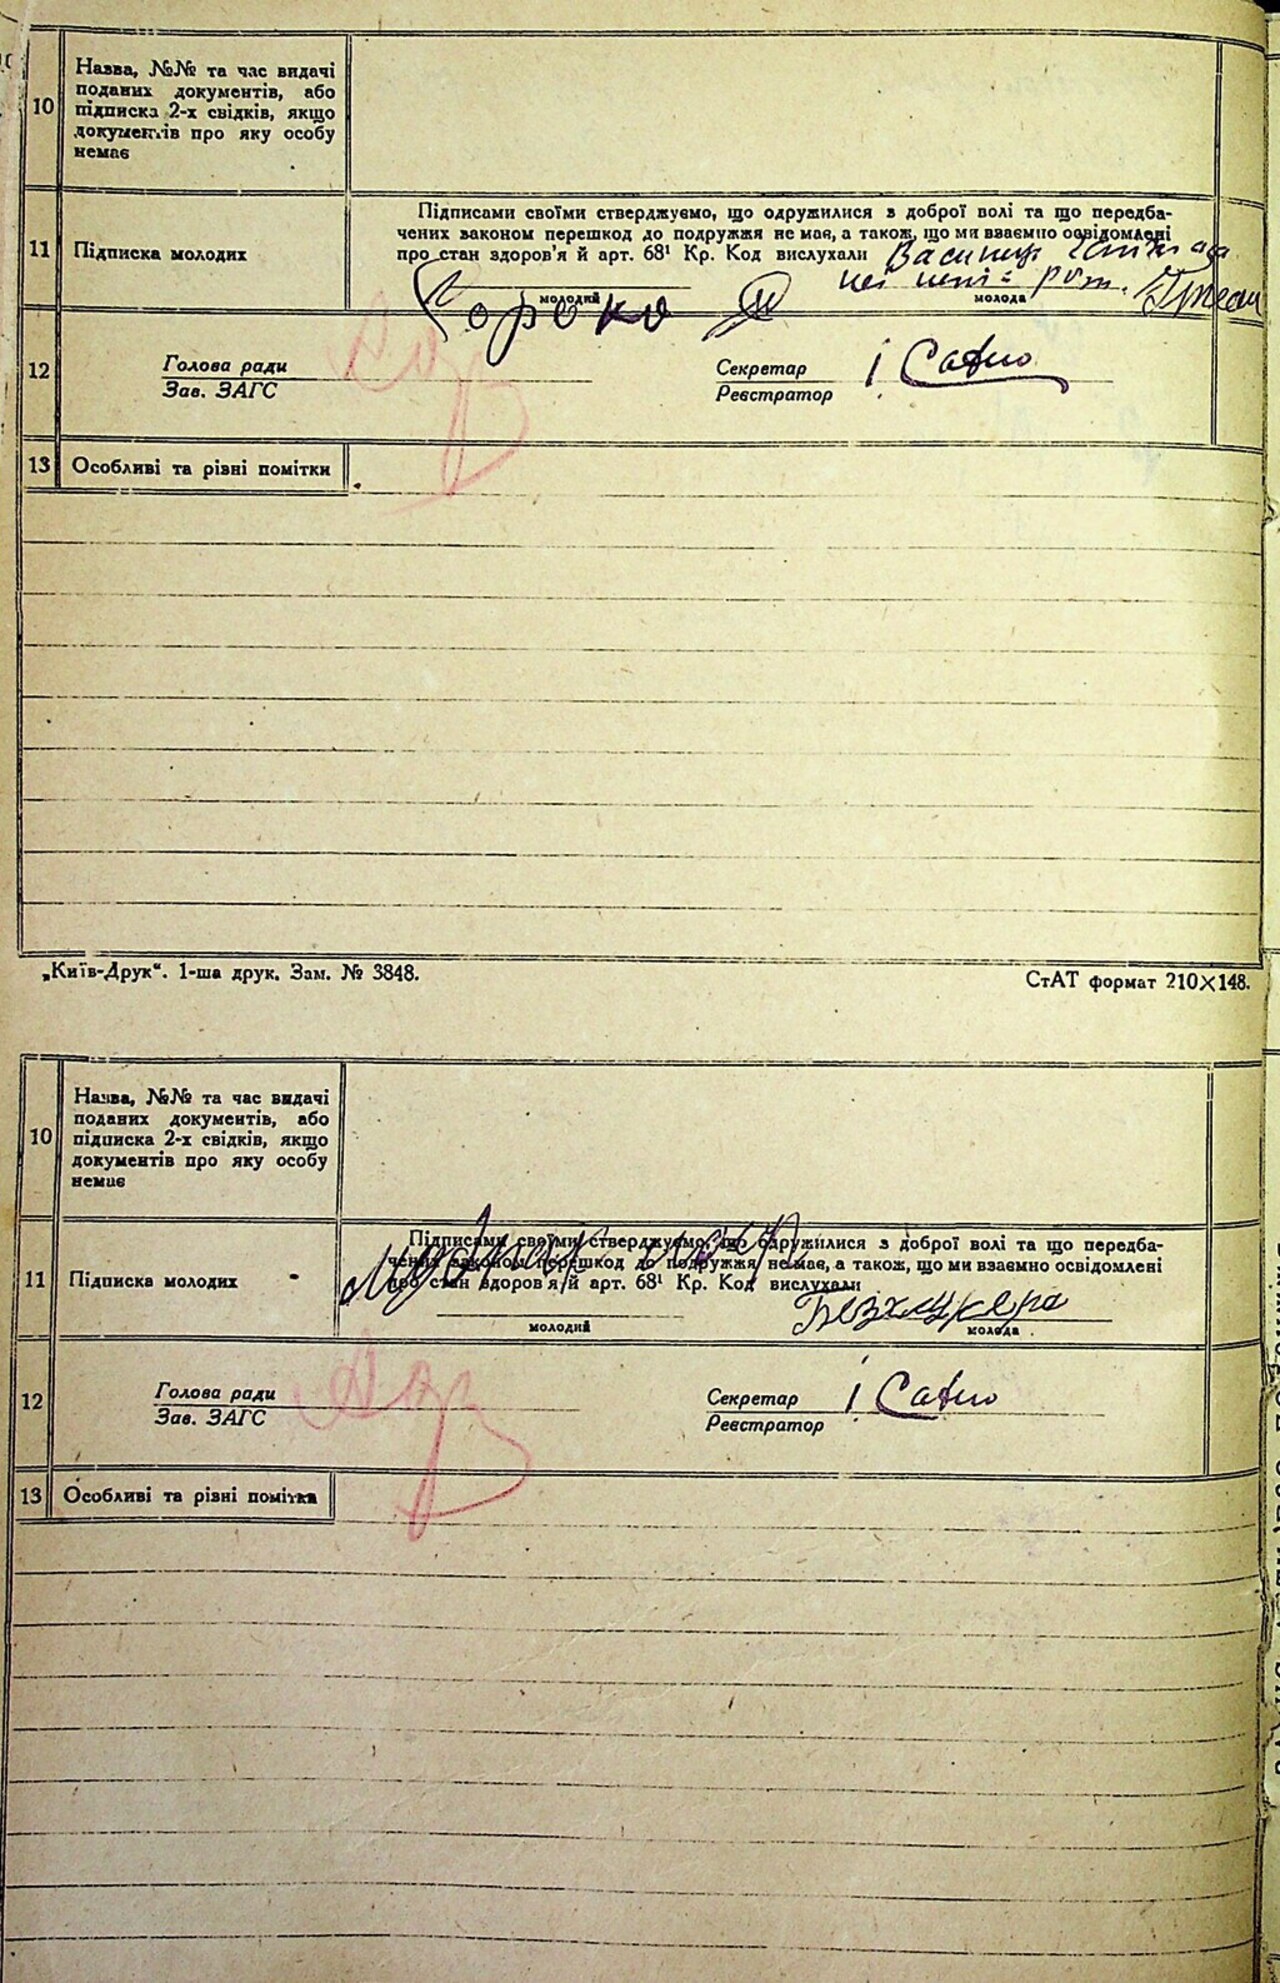 10
Назва, №№ та час видачі
поданих документів, або
підписка 2-х свідків, якщо
документів про яку особу
немає
11
Підписка молодих
Підписами своїми стверджуємо, що одружилися з доброї волі та що передба-
чених законом перешкод до подружжя не має, а також, що ми взаємно освідомлені
про стан здоров'я й арт. 68¹ Кр. Код вислухали
молодий
молода
12
Голова ради
Зав. ЗАГС
Секретар
Реєстратор
13
Особливі та різні помітки
„Київ-Друк“. 1-ша друк. Зам. № 3848.
СтАТ формат 210×148.
10
Назва, №№ та час видачі
поданих документів, або
підписка 2-х свідків, якщо
документів про яку особу
немає
11
Підписка молодих
Підписами своїми стверджуємо, що одружилися з доброї волі та що передба-
чених законом перешкод до подружжя не має, а також, що ми взаємно освідомлені
про стан здоров'я й арт. 68¹ Кр. Код вислухали
молодий
молода
12
Голова ради
Зав. ЗАГС
Секретар
Реєстратор
13
Особливі та різні помітки